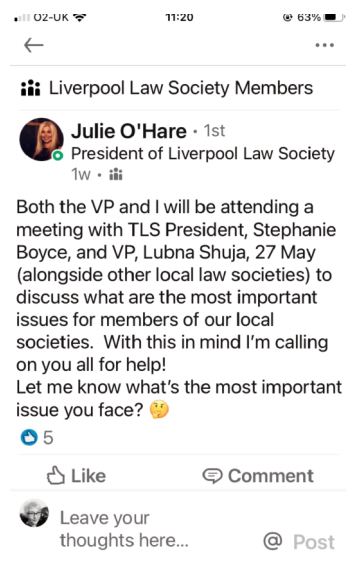 O2-UK 11:20 63%
Liverpool Law Society Members
Julie O'Hare · 1st
President of Liverpool Law Society
1w ·
Both the VP and I will be attending a
meeting with TLS President, Stephanie
Boyce, and VP, Lubna Shuja, 27 May
(alongside other local law societies) to
discuss what are the most important
issues for members of our local
societies.  With this in mind I'm calling
on you all for help!
Let me know what's the most important
issue you face? 🤔
5
Like Comment
Leave your
thoughts here... @ Post